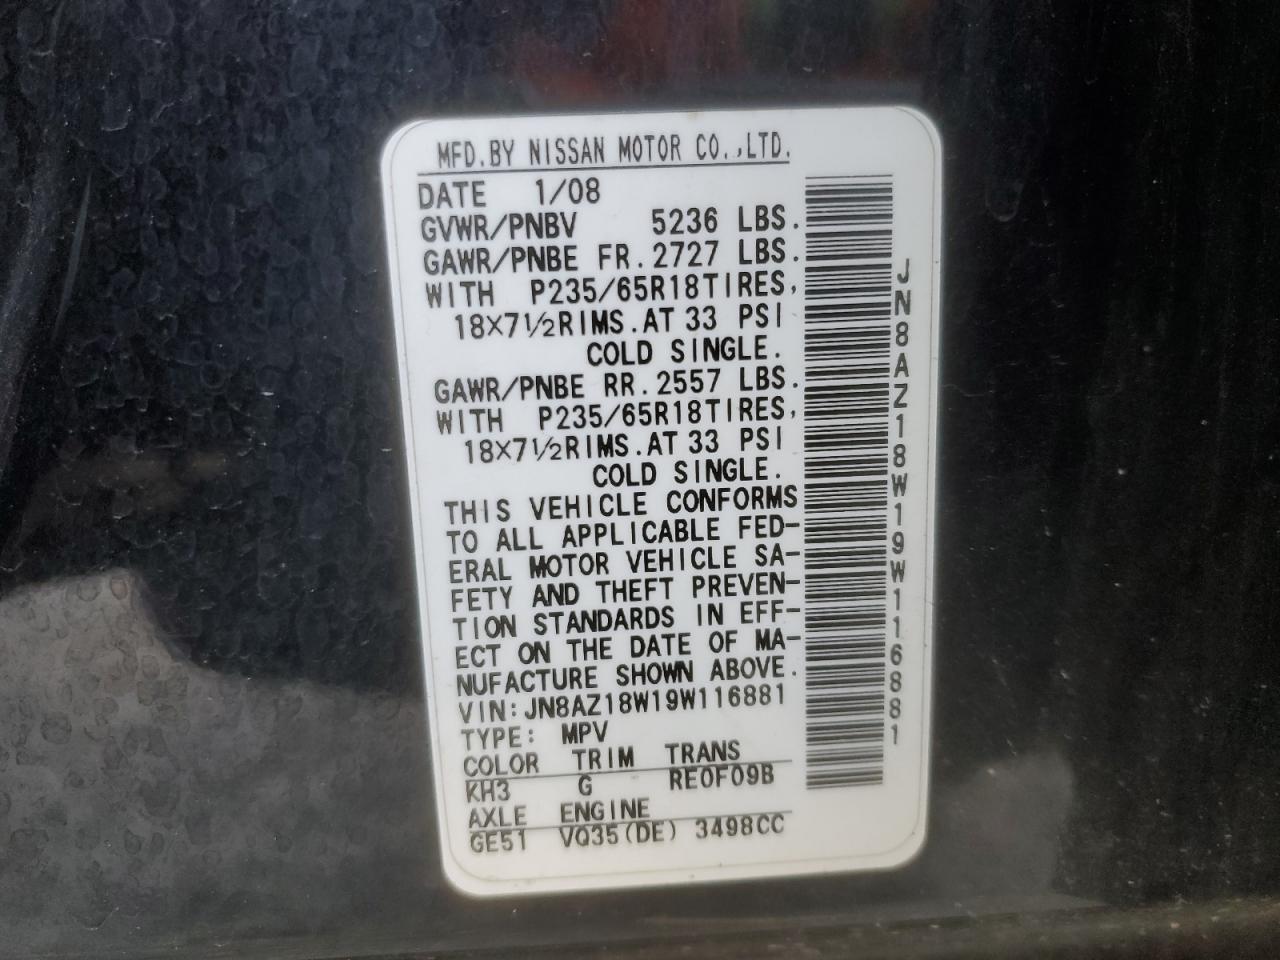 MFD.BY NISSAN MOTOR CO.,LTD.
DATE 1/08
GVWR/PNBV 5236 LBS.
GAWR/PNBE FR.2727 LBS.
WITH P235/65R18TIRES,
18×7½RIMS.AT 33 PSI
COLD SINGLE.
GAWR/PNBE RR.2557 LBS.
WITH P235/65R18TIRES,
18×7½RIMS.AT 33 PSI
COLD SINGLE.
THIS VEHICLE CONFORMS
TO ALL APPLICABLE FED-
ERAL MOTOR VEHICLE SA-
FETY AND THEFT PREVEN-
TION STANDARDS IN EFF-
ECT ON THE DATE OF MA-
NUFACTURE SHOWN ABOVE.
VIN:JN8AZ18W19W116881
TYPE: MPV
COLOR TRIM TRANS
KH3 G RE0F09B
AXLE ENGINE
GE51 VQ35(DE) 3498CC
JN8AZ18W19W116881